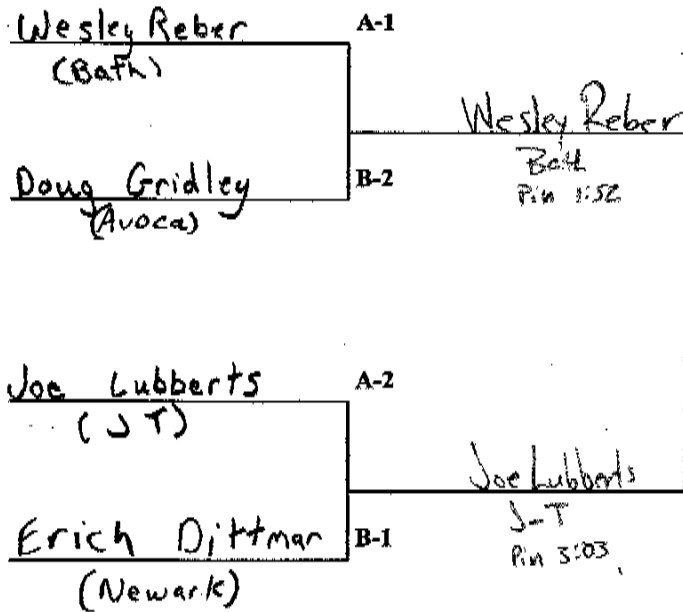 Wesley Reber
A-1
(Bath)
Wesley Reber
Bath
Pin 1:52
Doug Gridley
B-2
(Avoca)
Joe Lubberts
A-2
(JT)
Joe Lubberts
J-T
Pin 3:03
Erich Dittmar
B-1
(Newark)